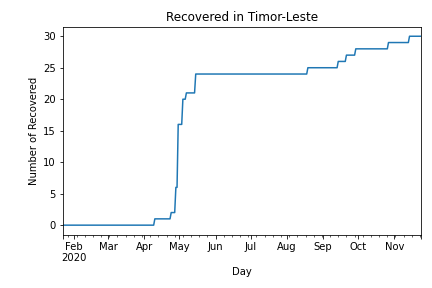 Recovered in Timor-Leste
30
25
20
15
10
5
0
Number of Recovered
Feb Mar Apr May Jun Jul Aug Sep Oct Nov
2020
Day